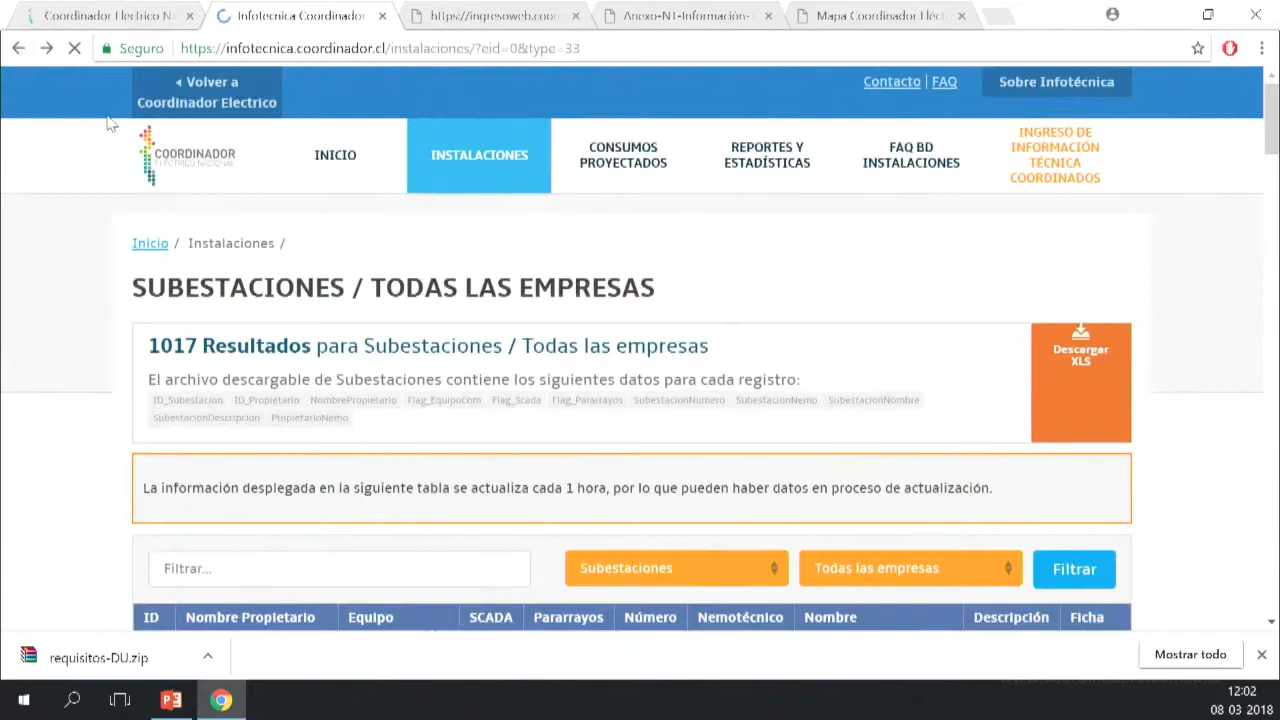 Coordinador Electrico N
Infotecnica Coordinador
https://ingresoweb.coor
Anexo-NT-Información-
Mapa Coordinador Eléct
Seguro
https://infotecnica.coordinador.cl/instalaciones/?eid=0&type=33
Volver a
Coordinador Electrico
Contacto | FAQ
Sobre Infotécnica
COORDINADOR
ELÉCTRICO NACIONAL
INICIO
INSTALACIONES
CONSUMOS
PROYECTADOS
REPORTES Y
ESTADÍSTICAS
FAQ BD
INSTALACIONES
INGRESO DE
INFORMACIÓN
TÉCNICA
COORDINADOS
Inicio / Instalaciones /
SUBESTACIONES / TODAS LAS EMPRESAS
1017 Resultados para Subestaciones / Todas las empresas
El archivo descargable de Subestaciones contiene los siguientes datos para cada registro:
ID_Subestacion ID_Propietario NombrePropietario Flag_EquipoCom Flag_Scada Flag_Pararrayos SubestacionNumero SubestacionNemo SubestacionNombre
SubestacionDescripcion PropietarioNemo
Descargar
XLS
La información desplegada en la siguiente tabla se actualiza cada 1 hora, por lo que pueden haber datos en proceso de actualización.
Filtrar...
Subestaciones
Todas las empresas
Filtrar
ID Nombre Propietario Equipo SCADA Pararrayos Número Nemotécnico Nombre Descripción Ficha
requisitos-DU.zip
Mostrar todo
12:02
08-03-2018